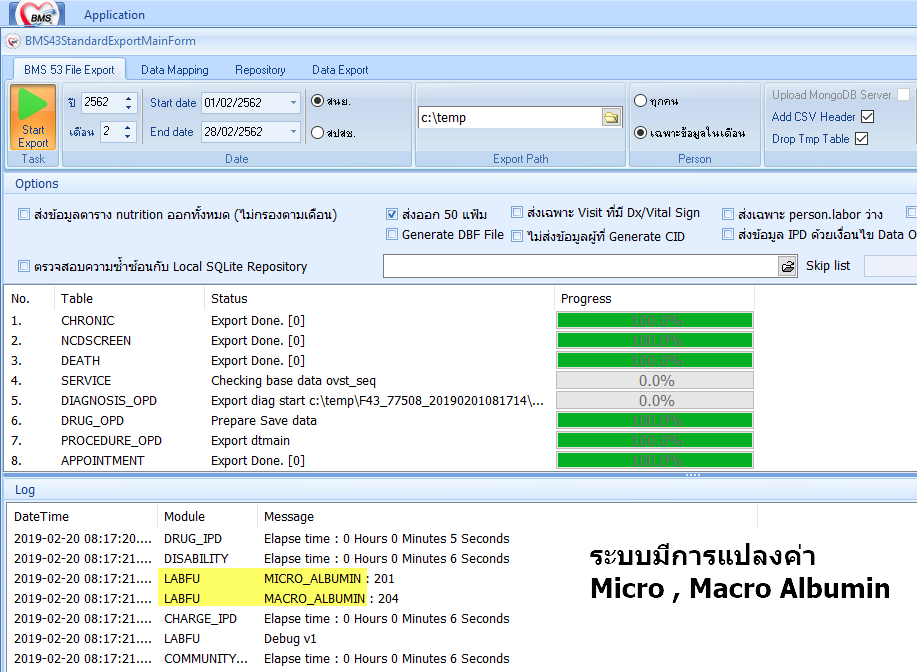 BMS Application
BMS43StandardExportMainForm
BMS 53 File Export Data Mapping Repository Data Export
ปี 2562 Start date 01/02/2562 สนย. ทุกคน Upload MongoDB Server
c:\temp Add CSV Header
Start Export เดือน 2 End date 28/02/2562 สปสช. เฉพาะข้อมูลในเดือน Drop Tmp Table
Task Date Export Path Person
Options
ส่งข้อมูลตาราง nutrition ออกทั้งหมด (ไม่กรองตามเดือน) ส่งออก 50 แฟ้ม ส่งเฉพาะ Visit ที่มี Dx/Vital Sign ส่งเฉพาะ person.labor ว่าง
Generate DBF File ไม่ส่งข้อมูลผู้ที่ Generate CID ส่งข้อมูล IPD ด้วยเงื่อนไข Data O
ตรวจสอบความซ้ำซ้อนกับ Local SQLite Repository Skip list
No. Table Status Progress
1. CHRONIC Export Done. [0] 100.0%
2. NCDSCREEN Export Done. [0] 100.0%
3. DEATH Export Done. [0] 100.0%
4. SERVICE Checking base data ovst_seq 0.0%
5. DIAGNOSIS_OPD Export diag start c:\temp\F43_77508_20190201081714\... 0.0%
6. DRUG_OPD Prepare Save data 100.0%
7. PROCEDURE_OPD Export dtmain 100.0%
8. APPOINTMENT Export Done. [0] 100.0%
Log
DateTime Module Message
2019-02-20 08:17:20.... DRUG_IPD Elapse time : 0 Hours 0 Minutes 5 Seconds
2019-02-20 08:17:21.... DISABILITY Elapse time : 0 Hours 0 Minutes 6 Seconds
2019-02-20 08:17:21.... LABFU MICRO_ALBUMIN : 201
2019-02-20 08:17:21.... LABFU MACRO_ALBUMIN : 204
2019-02-20 08:17:21.... CHARGE_IPD Elapse time : 0 Hours 0 Minutes 6 Seconds
2019-02-20 08:17:21.... LABFU Debug v1
2019-02-20 08:17:21.... COMMUNITY... Elapse time : 0 Hours 0 Minutes 6 Seconds
ระบบมีการแปลงค่า
Micro , Macro Albumin